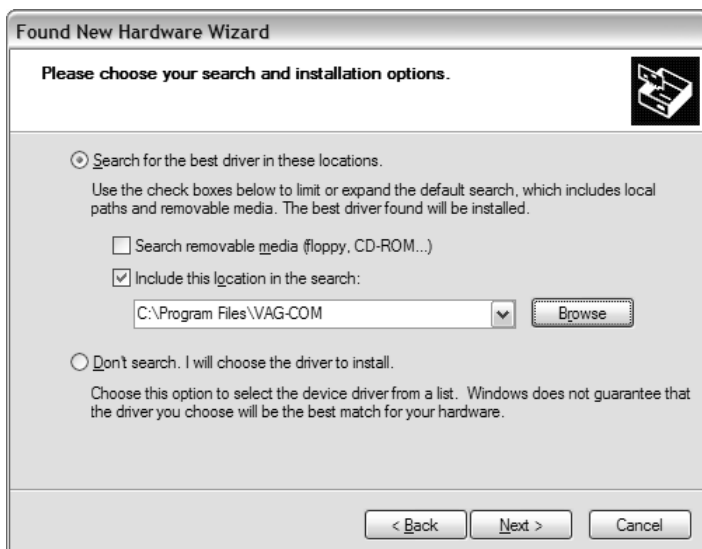 Found New Hardware Wizard
Please choose your search and installation options.
Search for the best driver in these locations.
Use the check boxes below to limit or expand the default search, which includes local
paths and removable media. The best driver found will be installed.
Search removable media (floppy, CD-ROM...)
Include this location in the search:
C:\Program Files\VAG-COM
Browse
Don't search. I will choose the driver to install.
Choose this option to select the device driver from a list. Windows does not guarantee that
the driver you choose will be the best match for your hardware.
< Back Next > Cancel